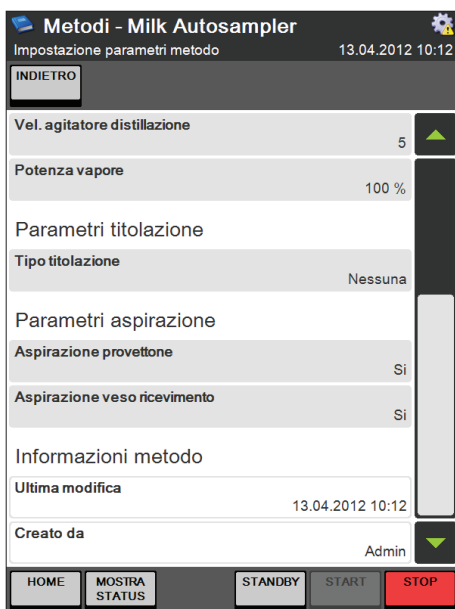 Metodi - Milk Autosampler
Impostazione parametri metodo 13.04.2012 10:12
INDIETRO
Vel. agitatore distillazione
5
Potenza vapore
100 %
Parametri titolazione
Tipo titolazione
Nessuna
Parametri aspirazione
Aspirazione provettone
Si
Aspirazione veso ricevimento
Si
Informazioni metodo
Ultima modifica
13.04.2012 10:12
Creato da
Admin
HOME MOSTRA STATUS STANDBY START STOP